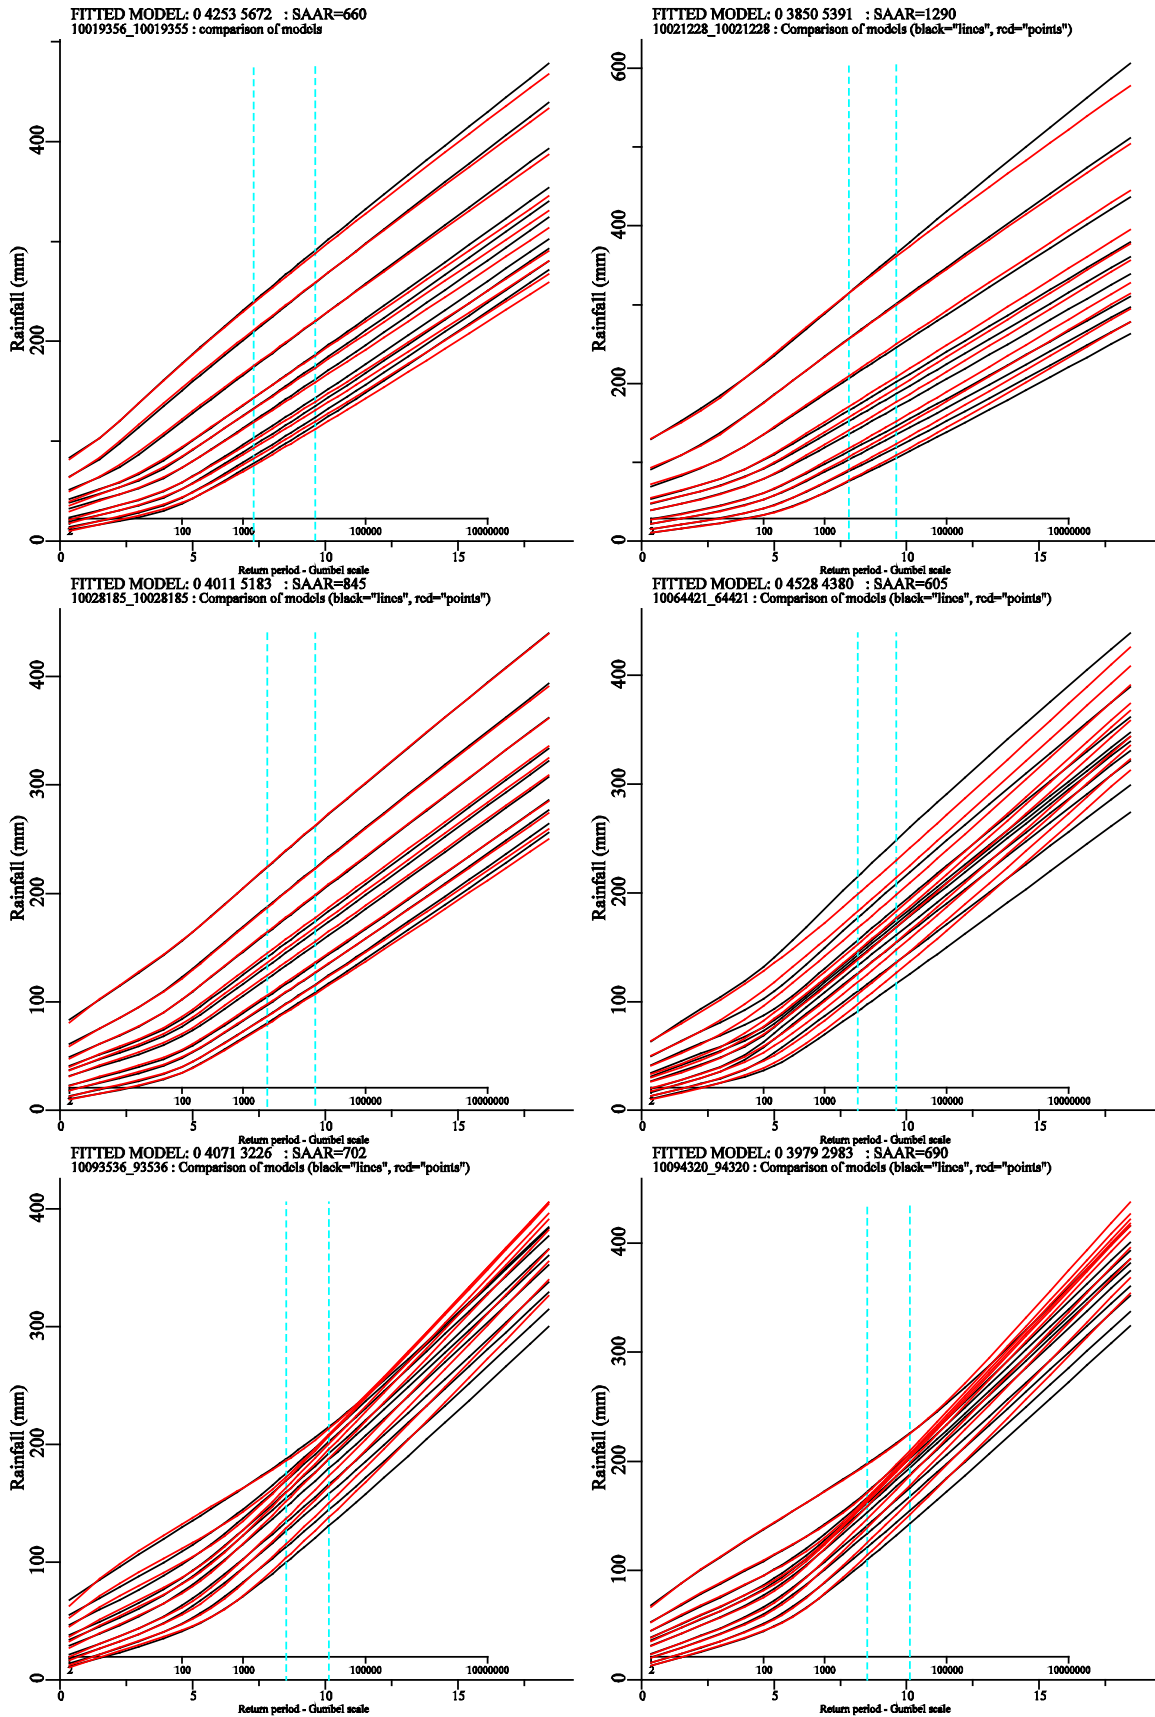 FITTED MODEL: 0 4253 5672 : SAAR=660
10019356_10019355 : comparison of models
Rainfall (mm)
400
200
0
2 100 1000 100000 10000000
0 5 10 15
Return period - Gumbel scale
FITTED MODEL: 0 3850 5391 : SAAR=1290
10021228_10021228 : Comparison of models (black="lines", red="points")
Rainfall (mm)
600
400
200
0
2 100 1000 100000 10000000
0 5 10 15
Return period - Gumbel scale
FITTED MODEL: 0 4011 5183 : SAAR=845
10028185_10028185 : Comparison of models (black="lines", red="points")
Rainfall (mm)
400
300
200
100
0
2 100 1000 100000 10000000
0 5 10 15
Return period - Gumbel scale
FITTED MODEL: 0 4528 4380 : SAAR=605
10064421_64421 : Comparison of models (black="lines", red="points")
Rainfall (mm)
400
300
200
100
0
2 100 1000 100000 10000000
0 5 10 15
Return period - Gumbel scale
FITTED MODEL: 0 4071 3226 : SAAR=702
10093536_93536 : Comparison of models (black="lines", red="points")
Rainfall (mm)
400
300
200
100
0
2 100 1000 100000 10000000
0 5 10 15
Return period - Gumbel scale
FITTED MODEL: 0 3979 2983 : SAAR=690
10094320_94320 : Comparison of models (black="lines", red="points")
Rainfall (mm)
400
300
200
100
0
2 100 1000 100000 10000000
0 5 10 15
Return period - Gumbel scale